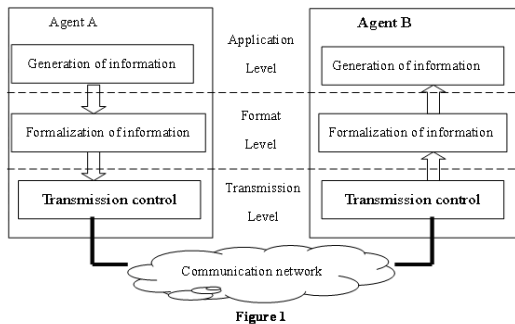 Agent A
Generation of information
Formalization of information
Transmission control
Application
Level
Format
Level
Transmission
Level
Agent B
Generation of information
Formalization of information
Transmission control
Communication network
Figure 1